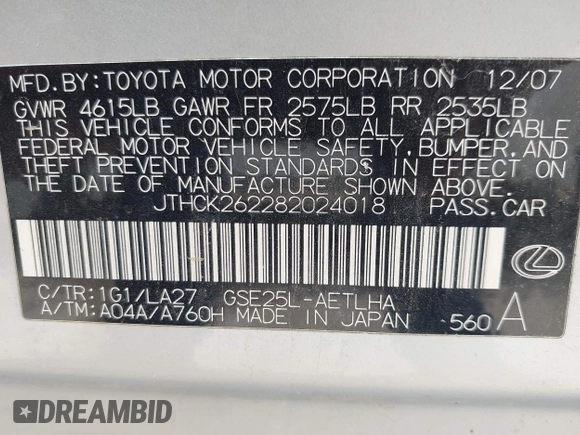 MFD.BY:TOYOTA MOTOR CORPORATION 12/07
GVWR 4615LB GAWR FR 2575LB RR 2535LB
THIS VEHICLE CONFORMS TO ALL APPLICABLE
FEDERAL MOTOR VEHICLE SAFETY, BUMPER, AND
THEFT PREVENTION STANDARDS IN EFFECT ON
THE DATE OF MANUFACTURE SHOWN ABOVE.
JTHCK262282024018 PASS.CAR
C/TR:1G1/LA27 GSE25L-AETLHA
A/TM:A04A/A760H MADE IN JAPAN 560 A
DREAMBID